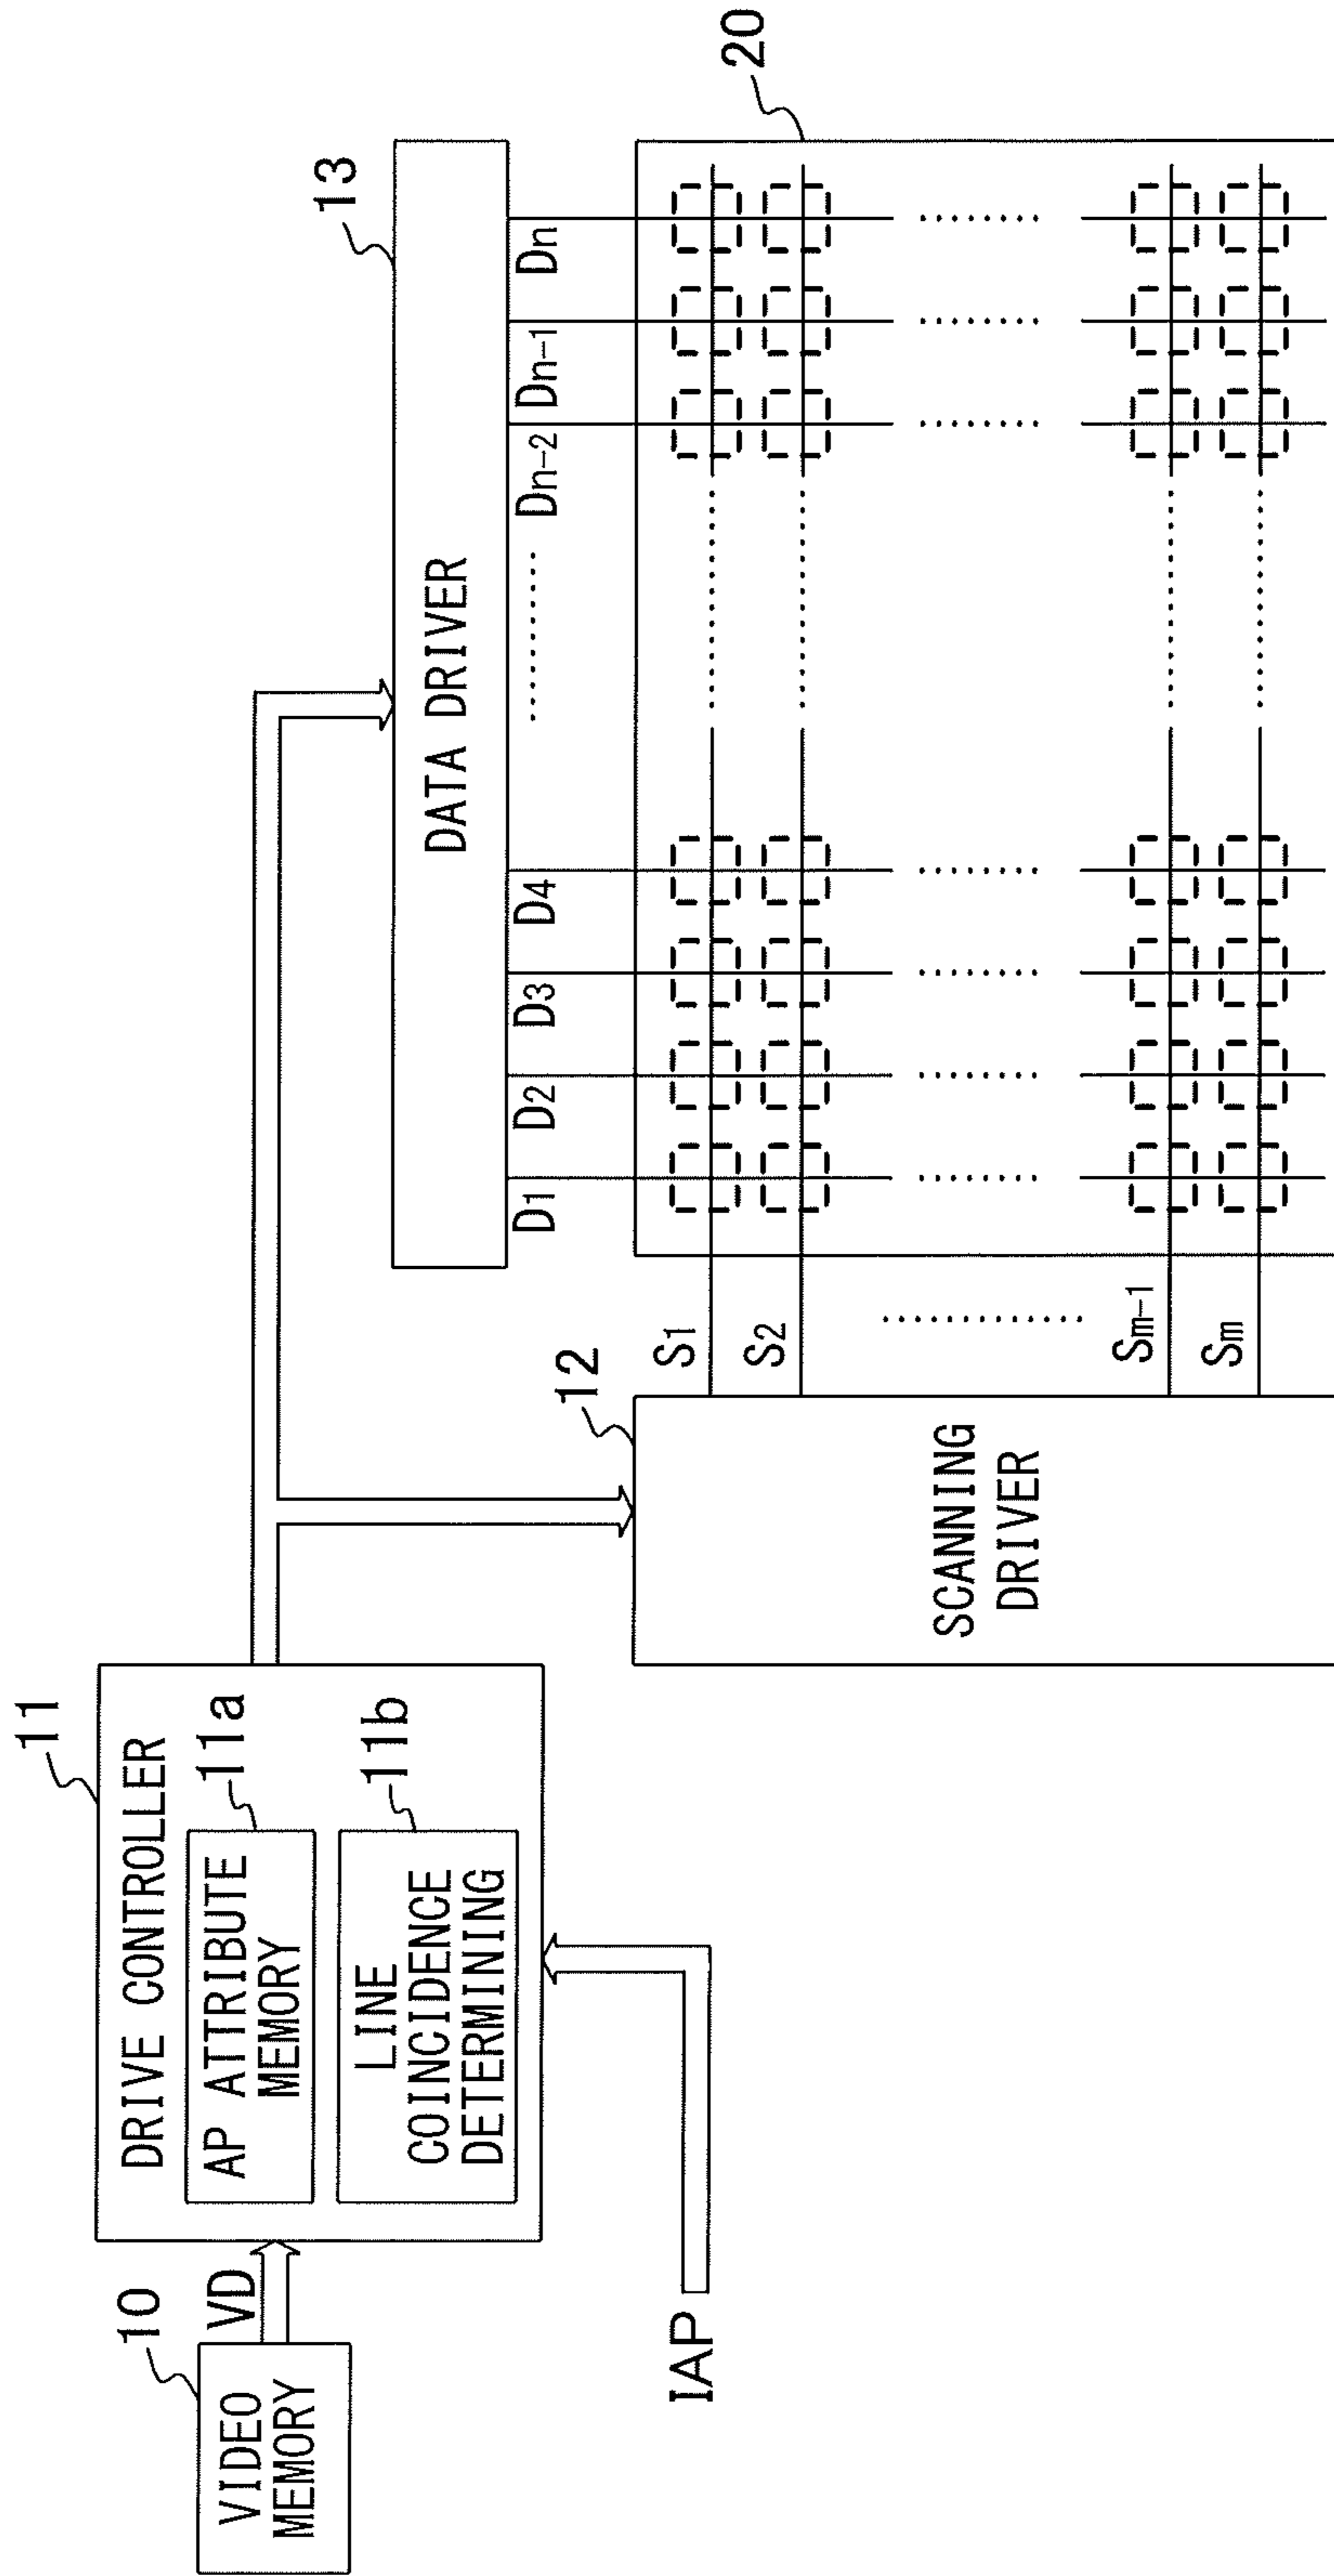 11
DRIVE CONTROLLER
10
VIDEO
MEMORY
VD
AP ATTRIBUTE
MEMORY
11a
LINE
COINCIDENCE
DETERMINING
11b
IAP
13
DATA DRIVER
D1 D2 D3 D4 ........ Dn-2 Dn-1 Dn
20
12
SCANNING
DRIVER
S1
S2
Sm-1
Sm